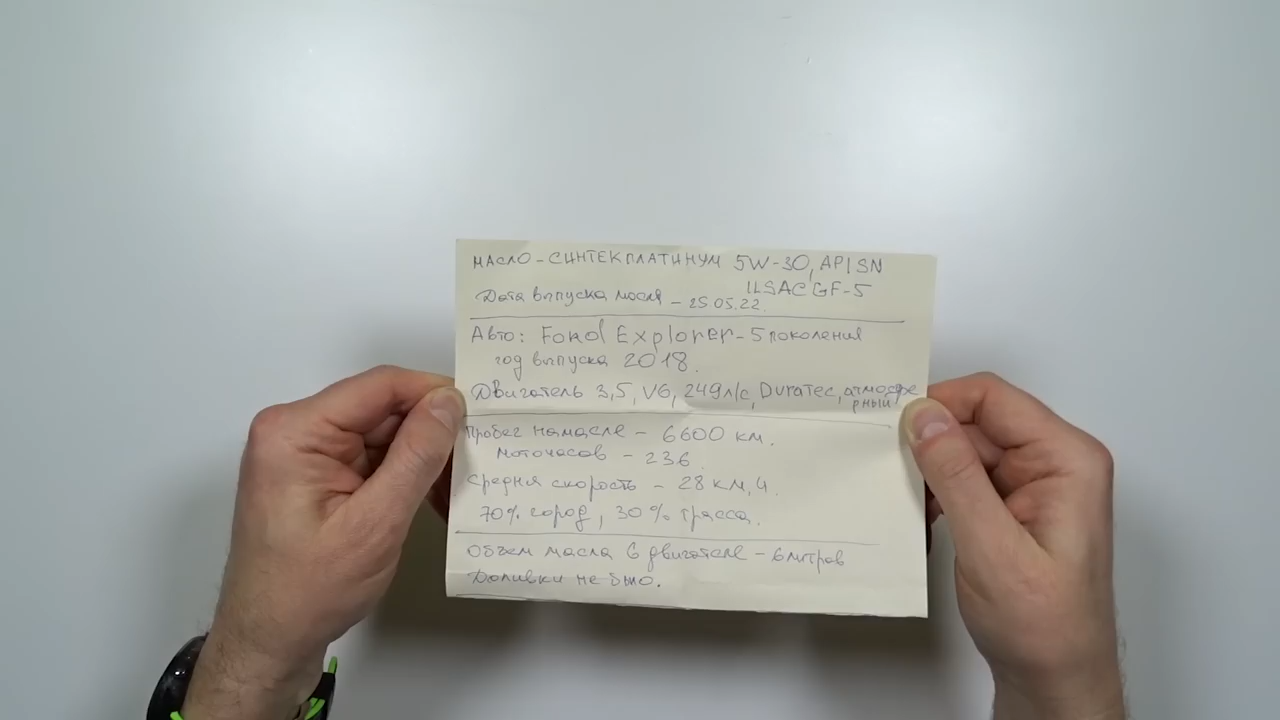 МАСЛО - СИНТЕК ПЛАТИНУМ 5W-30, API SN
ILSAC GF-5
Дата выпуска масла - 25.05.22.
Авто: Ford Explorer - 5 поколения
год выпуска 2018.
Двигатель 3,5, V6, 249л/с, Duratec, атмосфе
рный
Пробег на масле - 6600 км.
моточасов - 236.
Средняя скорость - 28 км, ч.
70% город, 30% трасса.
Объем масла в двигателе - 6 литров
Доливки не было.